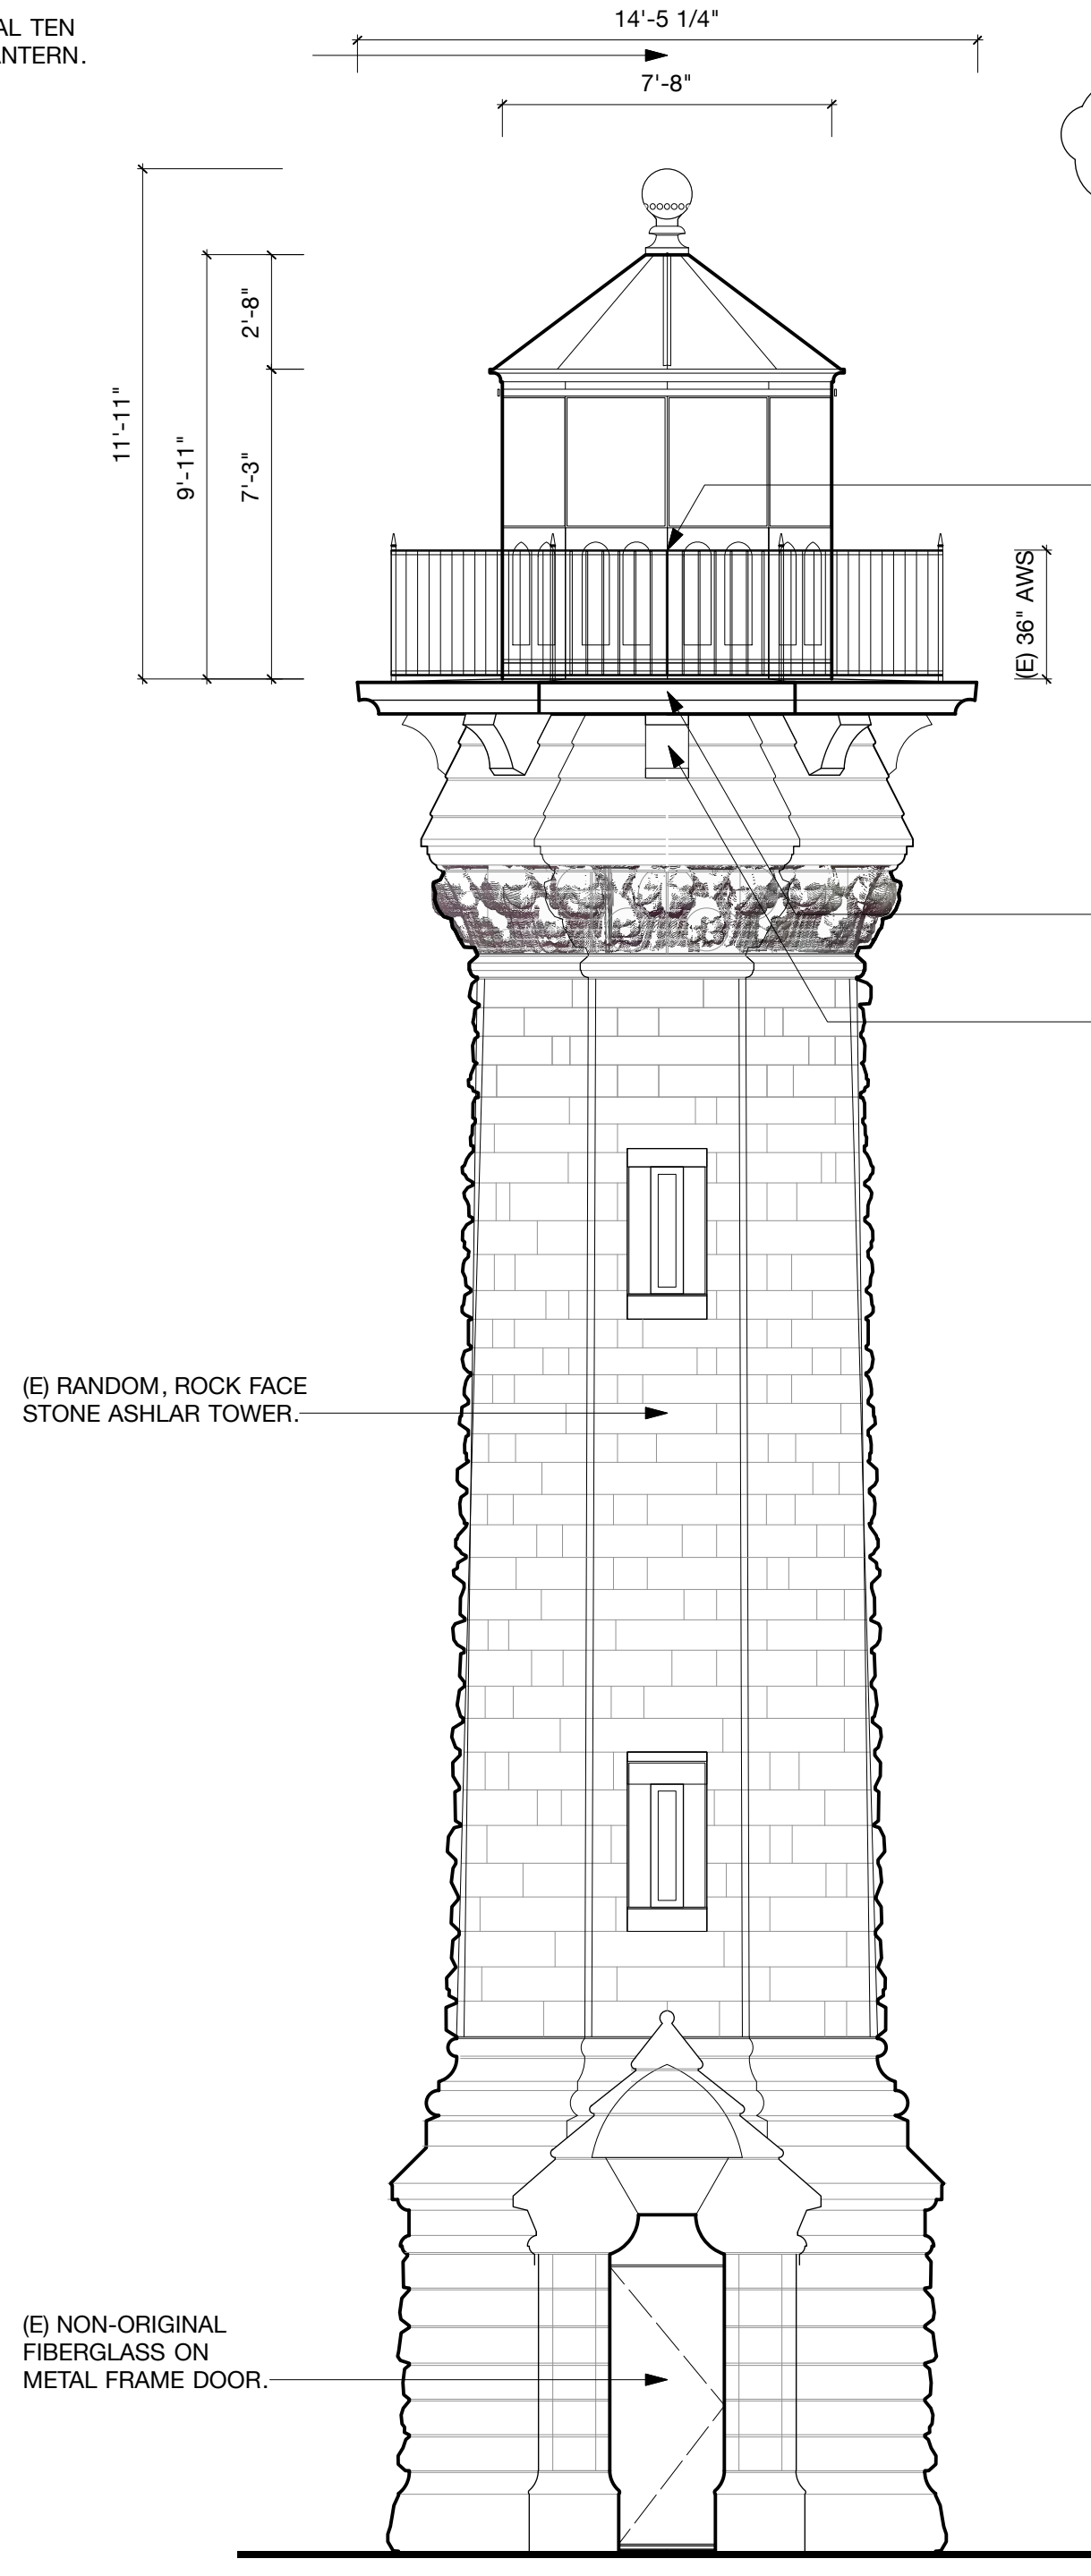 AL TEN
ANTERN.
14'-5 1/4"
7'-8"
11'-11"
9'-11"
2'-8"
7'-3"
(E) 36" AWS
(E) RANDOM, ROCK FACE
STONE ASHLAR TOWER.
(E) NON-ORIGINAL
FIBERGLASS ON
METAL FRAME DOOR.